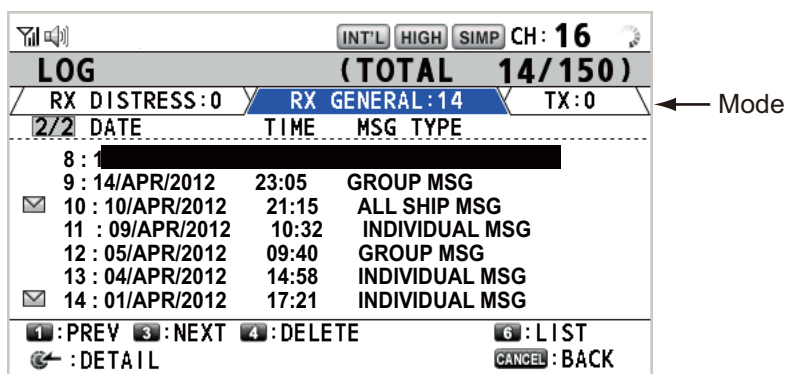 INT'L HIGH SIMP CH: 16
LOG (TOTAL 14/150)
RX DISTRESS:0 RX GENERAL:14 TX:0 Mode
2/2 DATE TIME MSG TYPE
8 : 1
9 : 14/APR/2012 23:05 GROUP MSG
10 : 10/APR/2012 21:15 ALL SHIP MSG
11 : 09/APR/2012 10:32 INDIVIDUAL MSG
12 : 05/APR/2012 09:40 GROUP MSG
13 : 04/APR/2012 14:58 INDIVIDUAL MSG
14 : 01/APR/2012 17:21 INDIVIDUAL MSG
1 :PREV 3 :NEXT 4 :DELETE 6 :LIST
:DETAIL CANCEL :BACK